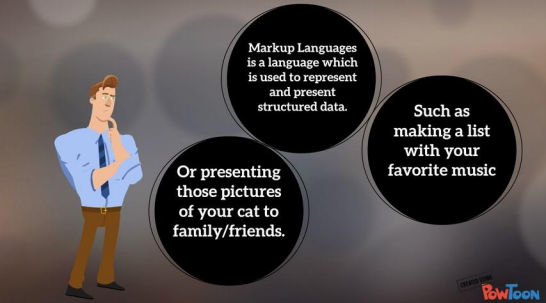 Markup Languages
is a language which
is used to represent
and present
structured data.
Such as
making a list
with your
favorite music
Or presenting
those pictures
of your cat to
family/friends.
CREATED USING
POWTOON